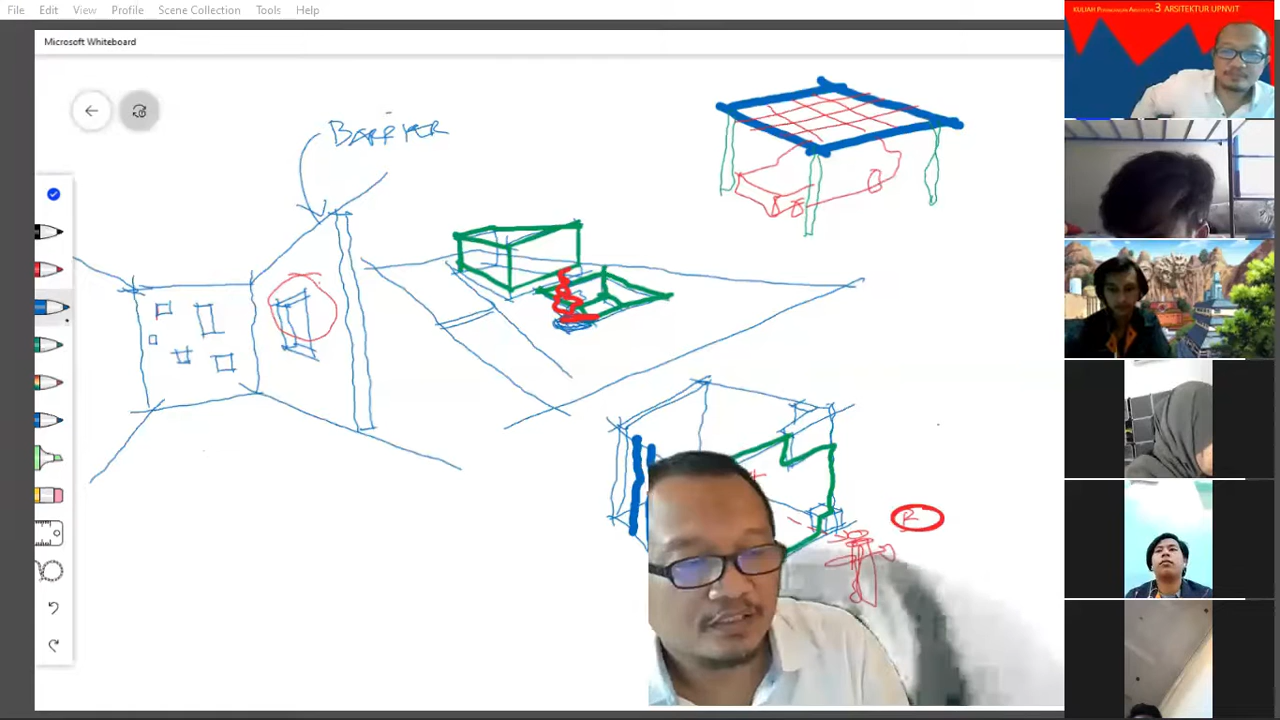 File Edit View Profile Scene Collection Tools Help
KULIAH PERANCANGAN ARSITEKTUR 3 ARSITEKTUR UPNVJT
Microsoft Whiteboard
BARRIER
R